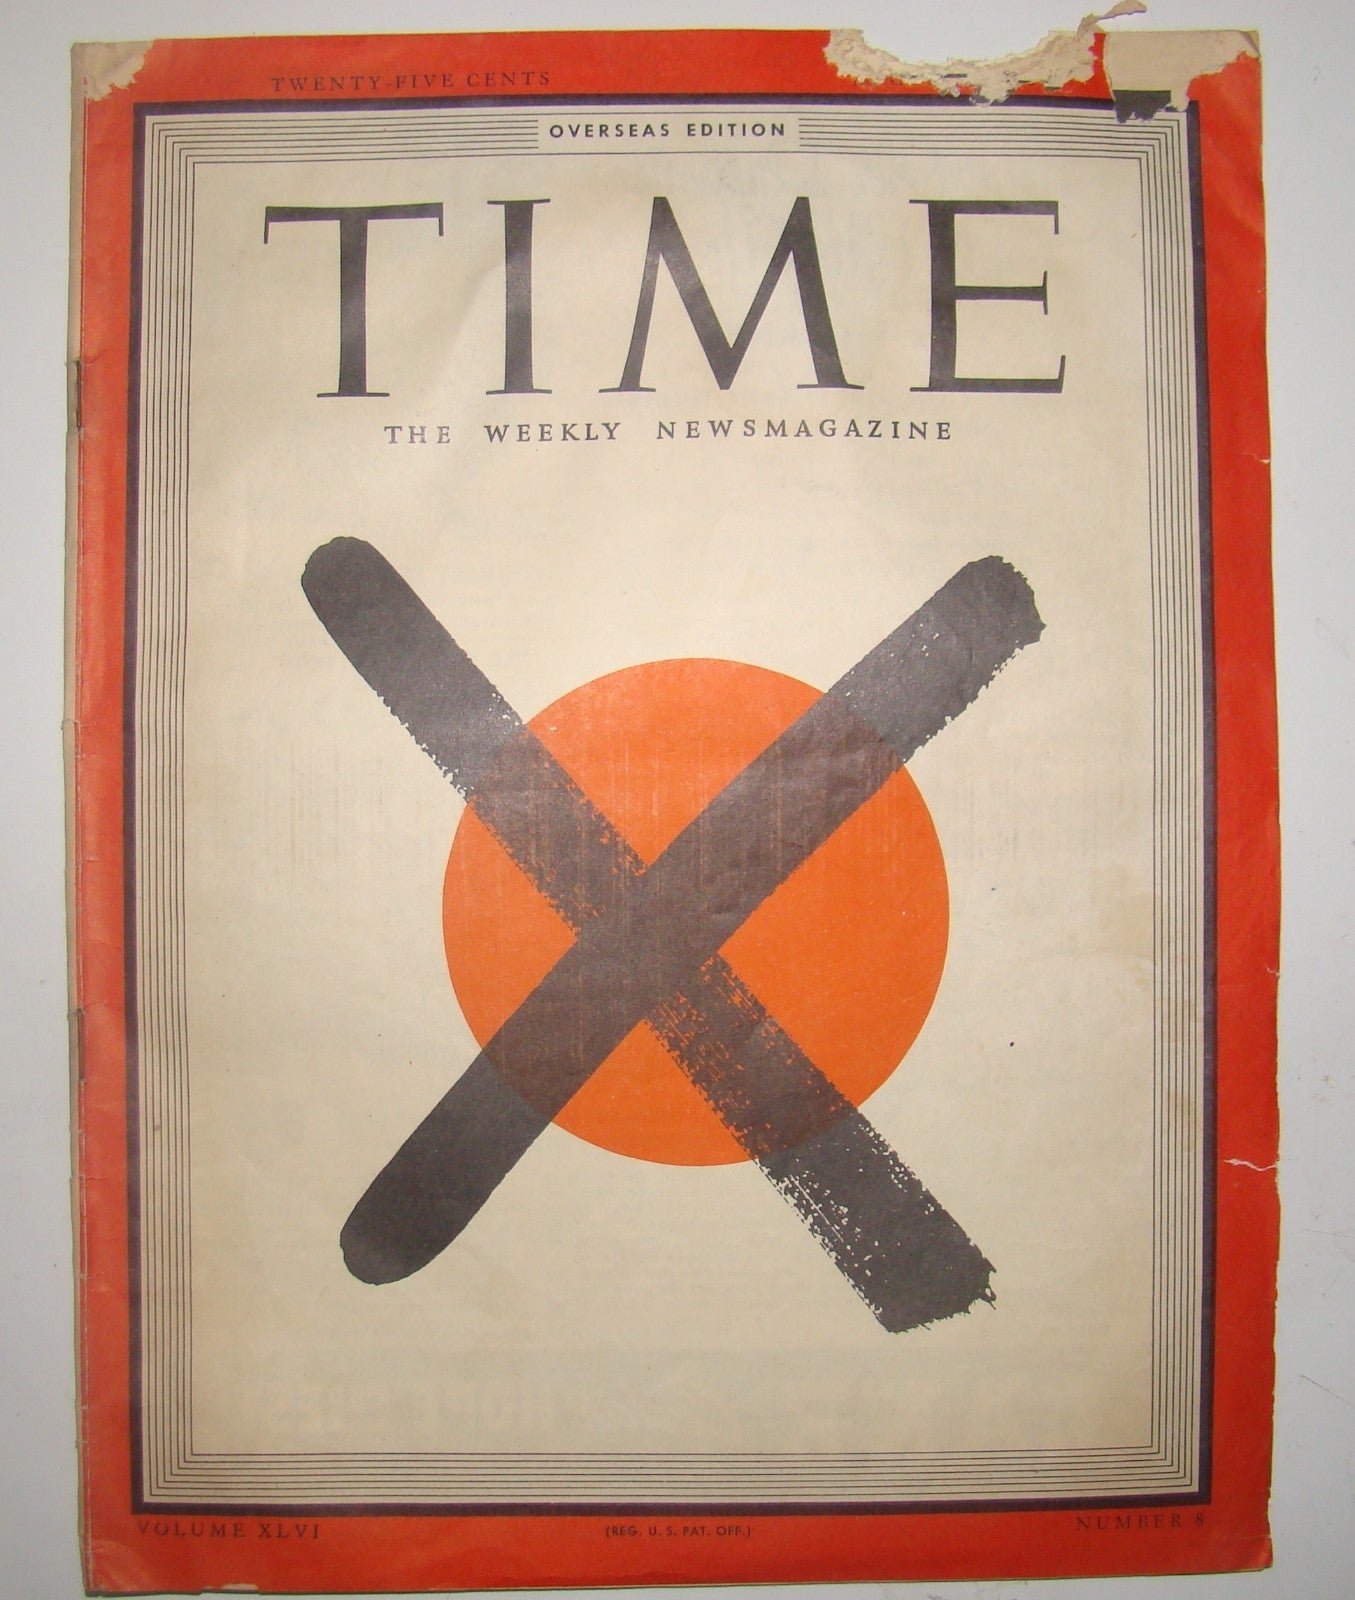 TWENTY-FIVE CENTS
OVERSEAS EDITION
TIME
THE WEEKLY NEWSMAGAZINE
VOLUME XLVI
(REG. U. S. PAT. OFF.)
NUMBER 8